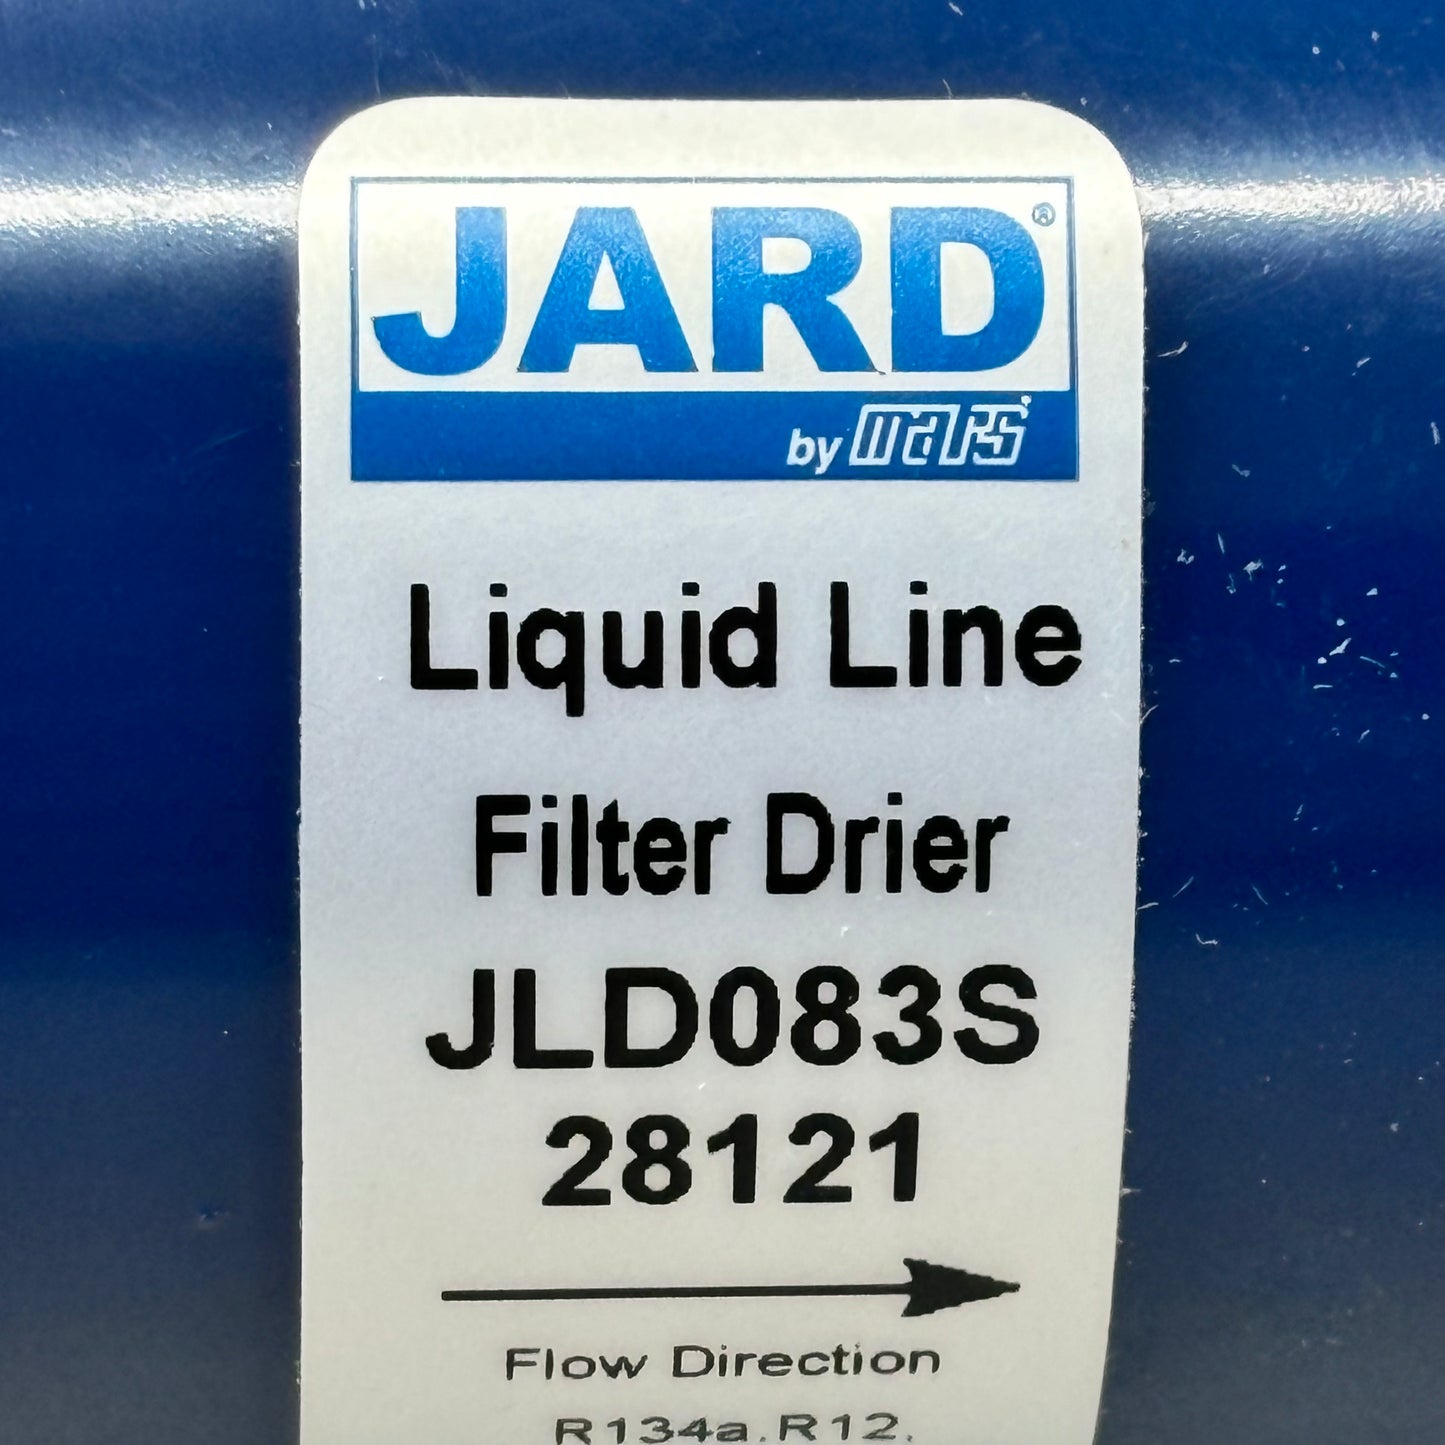 JARD®
by mars
Liquid Line
Filter Drier
JLD083S
28121
Flow Direction
R134a.R12.